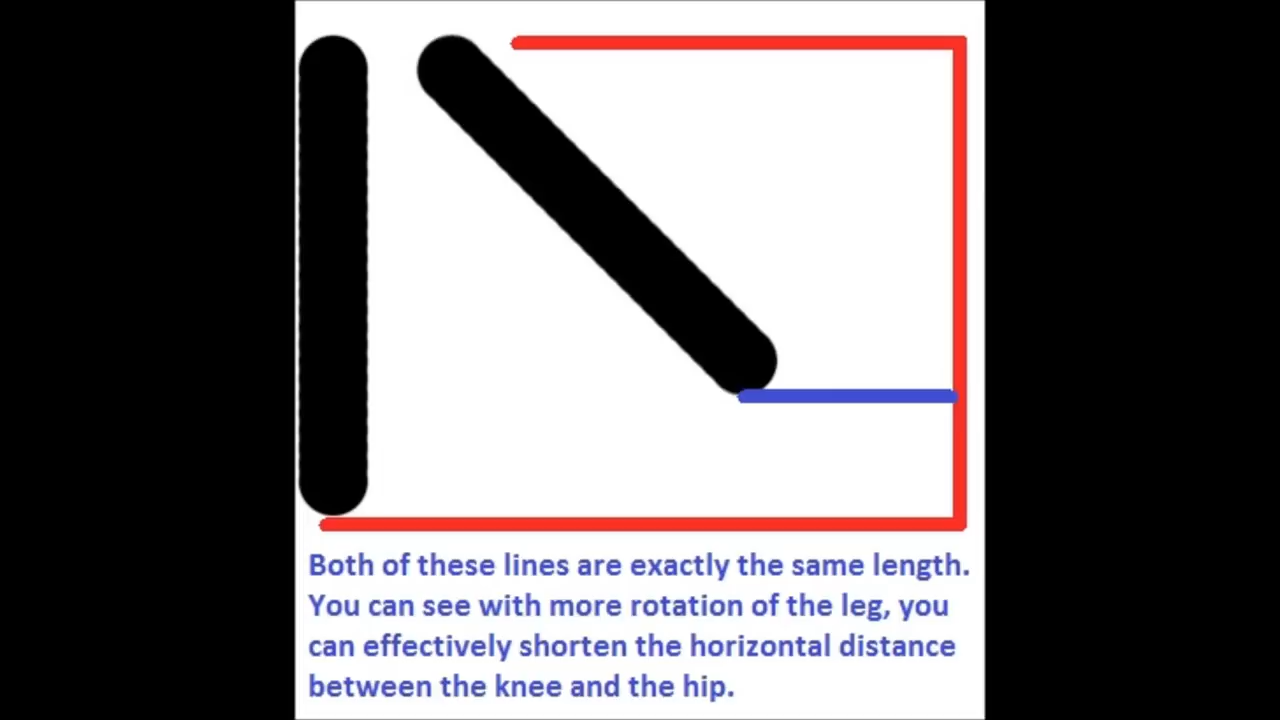 Both of these lines are exactly the same length.
You can see with more rotation of the leg, you
can effectively shorten the horizontal distance
between the knee and the hip.